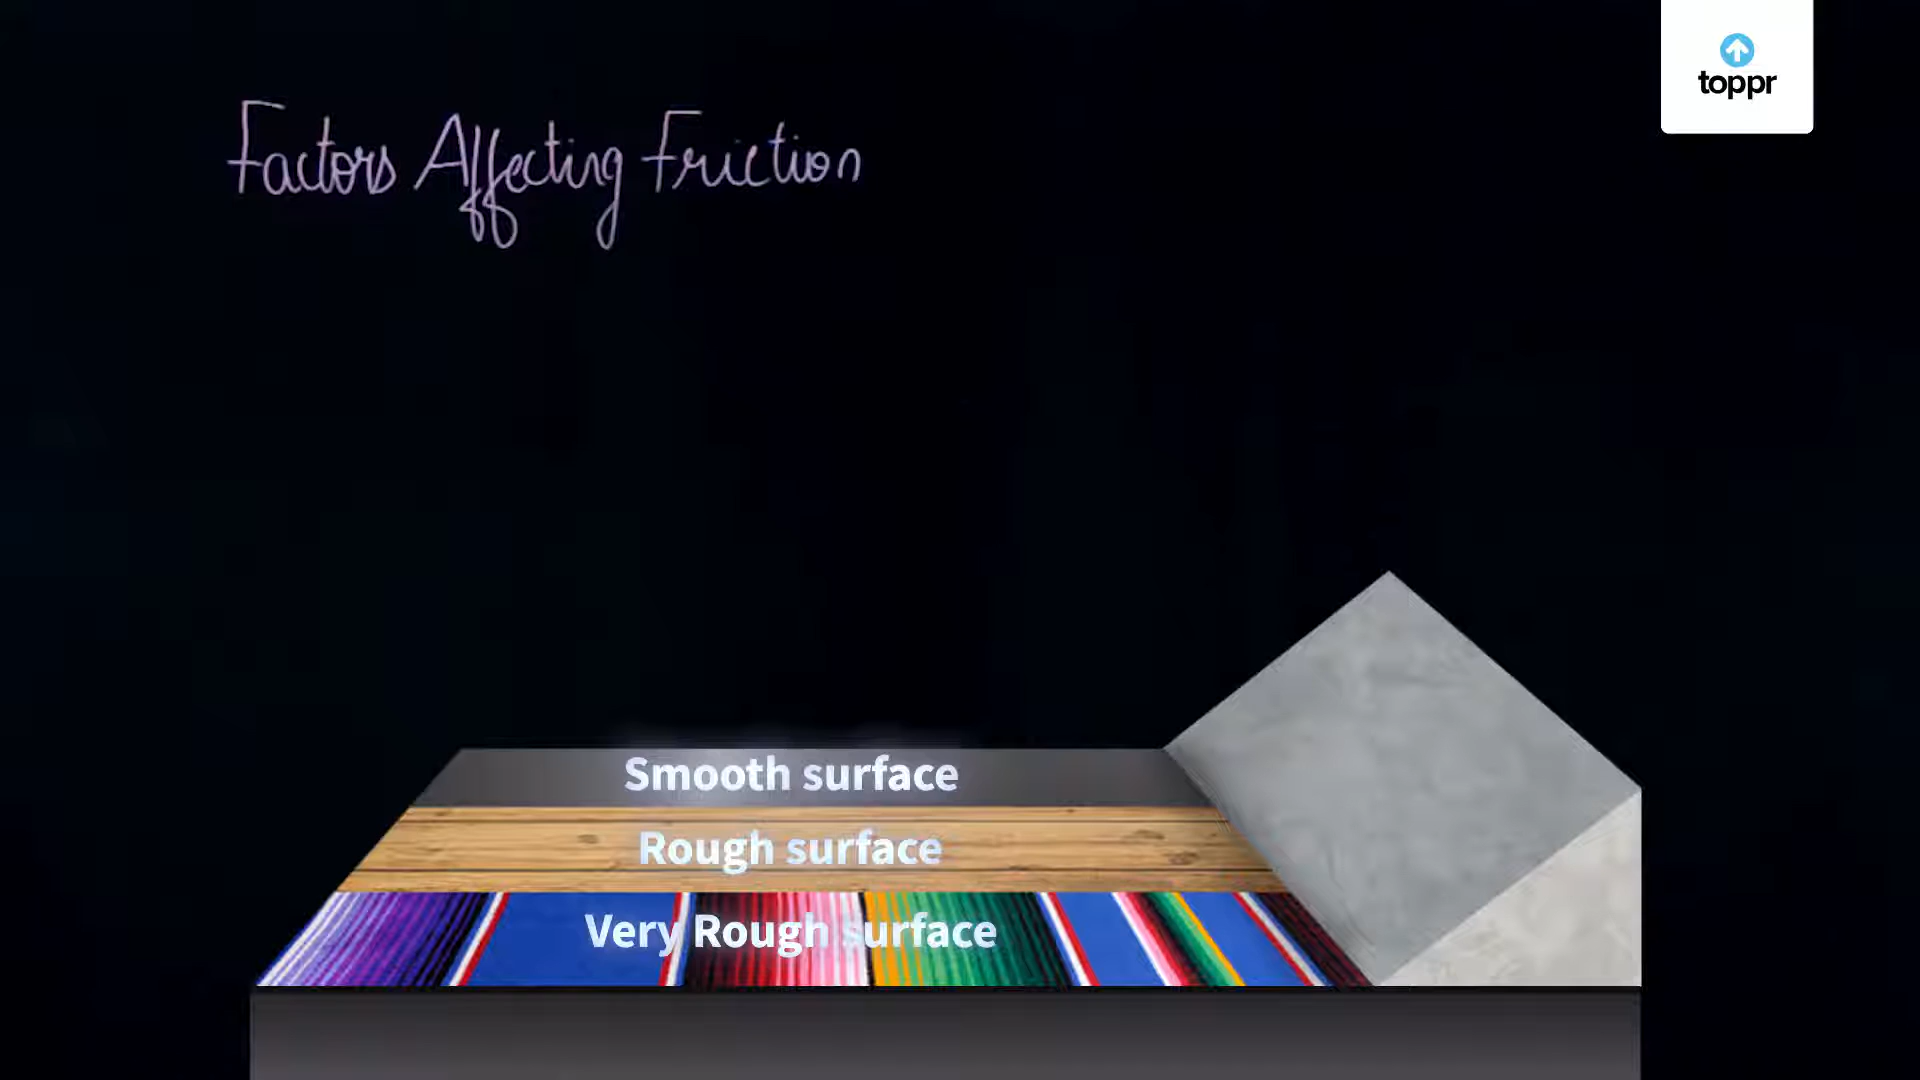 toppr
Factors Affecting Friction
Smooth surface
Rough surface
Very Rough surface